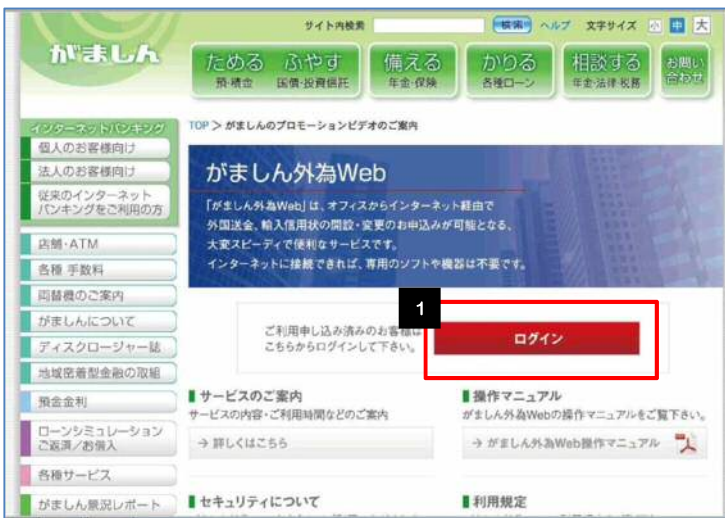 サイト内検索
検索
ヘルプ
文字サイズ
小
中
大
がましん
ためる ふやす
預・積金 国債・投資信託
備える
年金・保険
かりる
各種ローン
相談する
年金・法律・税務
お問い
合わせ
インターネットバンキング
個人のお客様向け
法人のお客様向け
従来のインターネット
バンキングをご利用の方
店舗・ATM
各種 手数料
両替機のご案内
がましんについて
ディスクロージャー誌
地域密着型金融の取組
預金金利
ローンシミュレーション
ご返済/お借入
各種サービス
がましん景況レポート
TOP > がましんのプロモーションビデオのご案内
がましん外為Web
「がましん外為Web」は、オフィスからインターネット経由で
外国送金、輸入信用状の開設・変更のお申込みが可能となる、
大変スピーディで便利なサービスです。
インターネットに接続できれば、専用のソフトや機器は不要です。
1
ご利用申し込み済みのお客様は
こちらからログインして下さい。
ログイン
サービスのご案内
サービスの内容・ご利用時間などのご案内
→ 詳しくはこちら
操作マニュアル
がましん外為Webの操作マニュアルをご覧下さい。
→ がましん外為Web操作マニュアル
セキュリティについて
利用規定